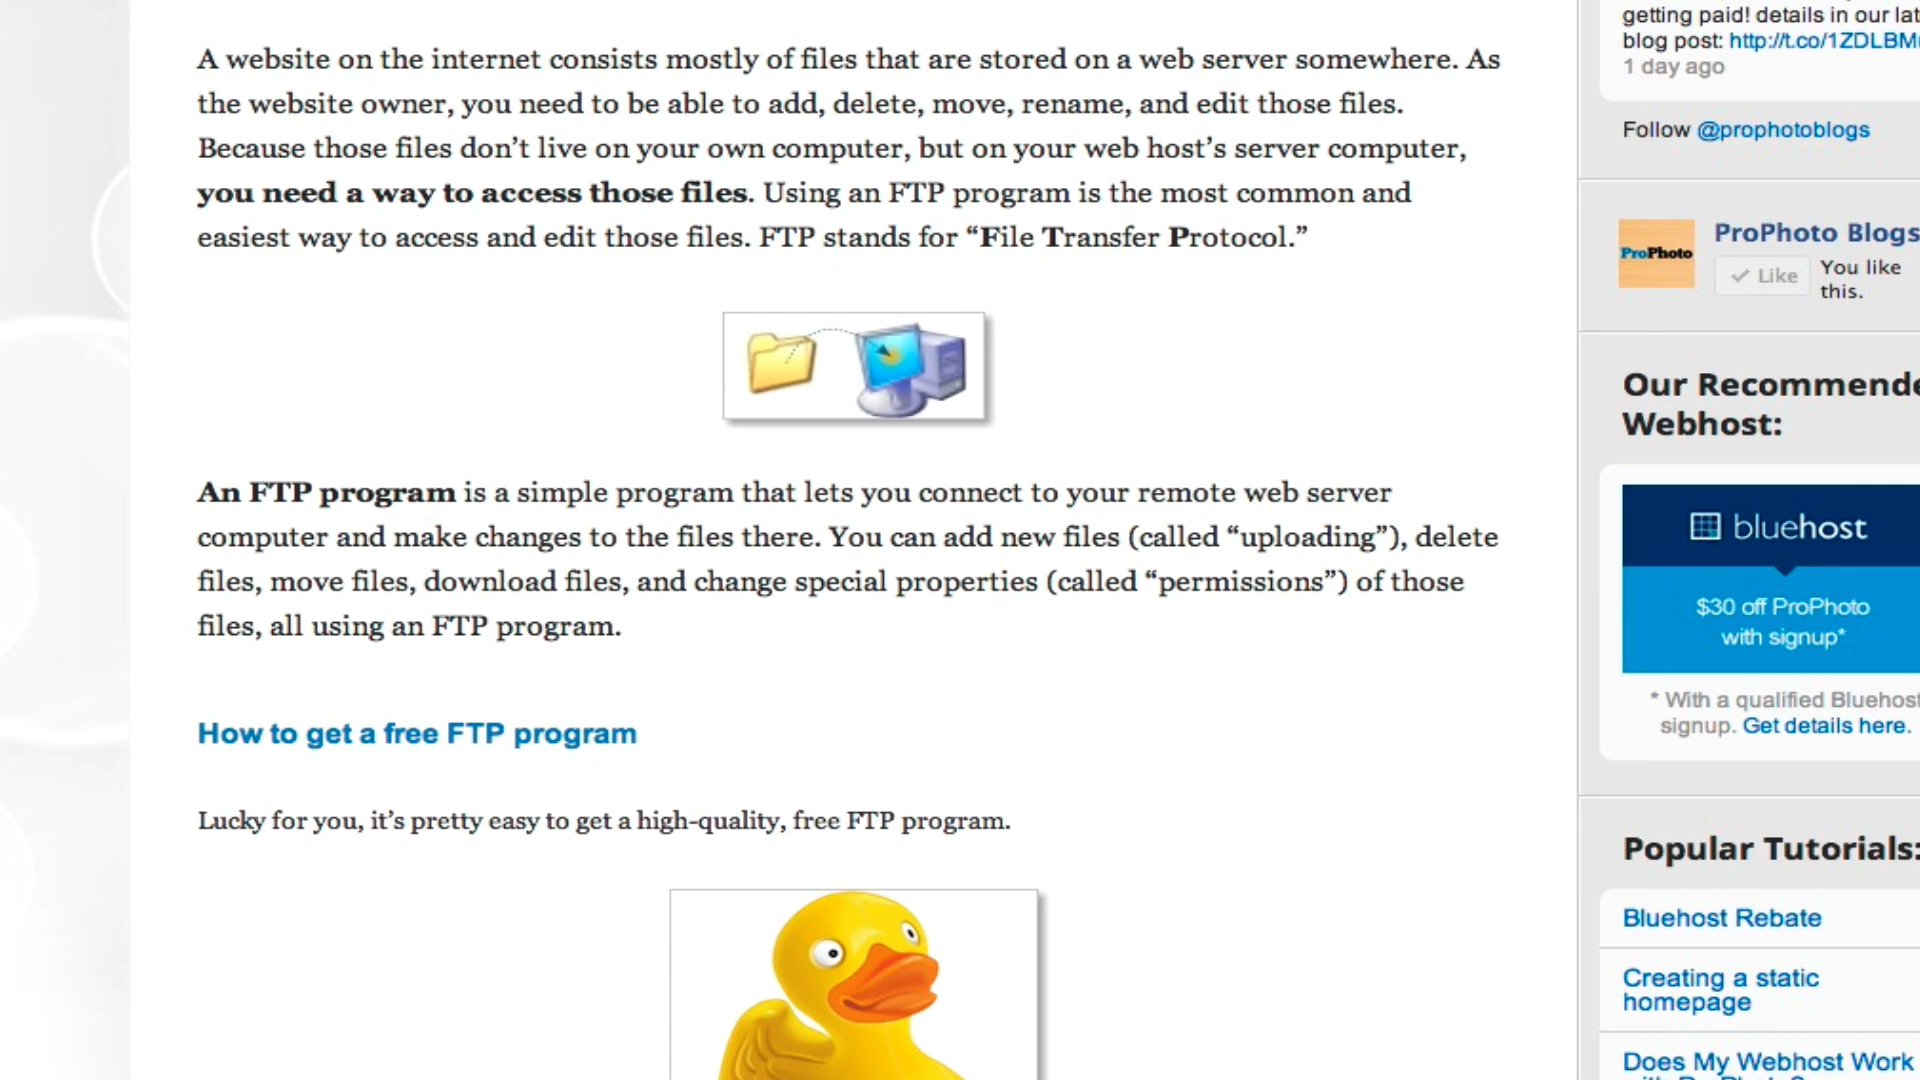 A website on the internet consists mostly of files that are stored on a web server somewhere. As
the website owner, you need to be able to add, delete, move, rename, and edit those files.
Because those files don’t live on your own computer, but on your web host’s server computer,
you need a way to access those files. Using an FTP program is the most common and
easiest way to access and edit those files. FTP stands for “File Transfer Protocol.”
An FTP program is a simple program that lets you connect to your remote web server
computer and make changes to the files there. You can add new files (called “uploading”), delete
files, move files, download files, and change special properties (called “permissions”) of those
files, all using an FTP program.
How to get a free FTP program
Lucky for you, it’s pretty easy to get a high-quality, free FTP program.
getting paid! details in our
blog post: http://t.co/1ZDLBM
1 day ago
Follow @prophotoblogs
ProPhoto
ProPhoto Blogs
Like
You like
this.
Our
Webhost:
bluehost
$30 off ProPhoto
with signup*
* With a qualified Bluehost
signup. Get details here.
Popular Tutorials:
Bluehost Rebate
Creating a static
homepage
Does My Webhost Work